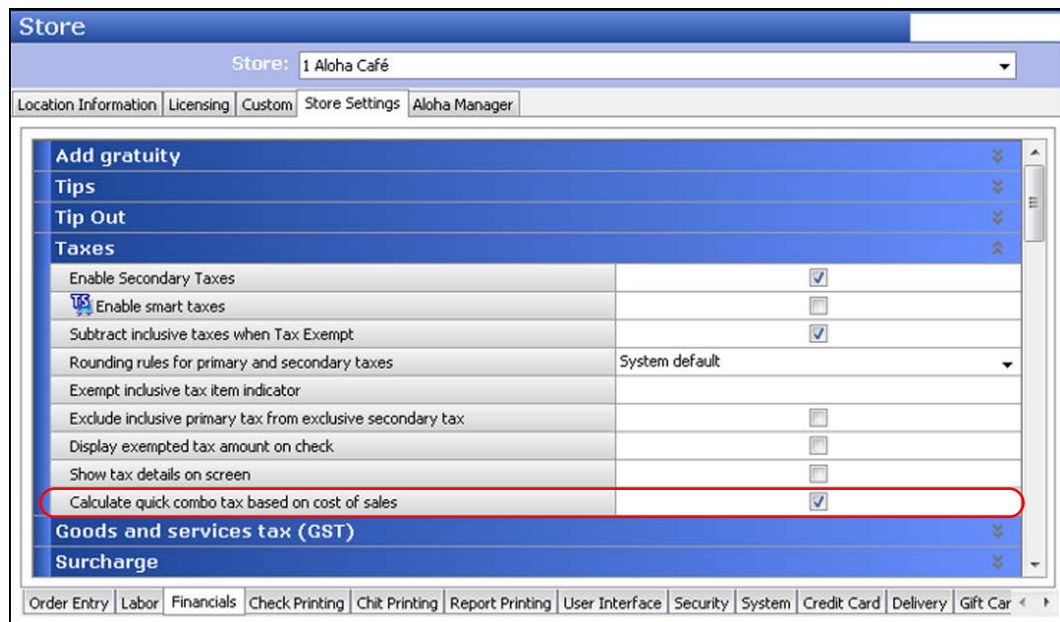 Store
Store: 1 Aloha Café
Location Information Licensing Custom Store Settings Aloha Manager
Add gratuity
Tips
Tip Out
Taxes
Enable Secondary Taxes
TS Enable smart taxes
Subtract inclusive taxes when Tax Exempt
Rounding rules for primary and secondary taxes System default
Exempt inclusive tax item indicator
Exclude inclusive primary tax from exclusive secondary tax
Display exempted tax amount on check
Show tax details on screen
Calculate quick combo tax based on cost of sales
Goods and services tax (GST)
Surcharge
Order Entry Labor Financials Check Printing Chit Printing Report Printing User Interface Security System Credit Card Delivery Gift Car